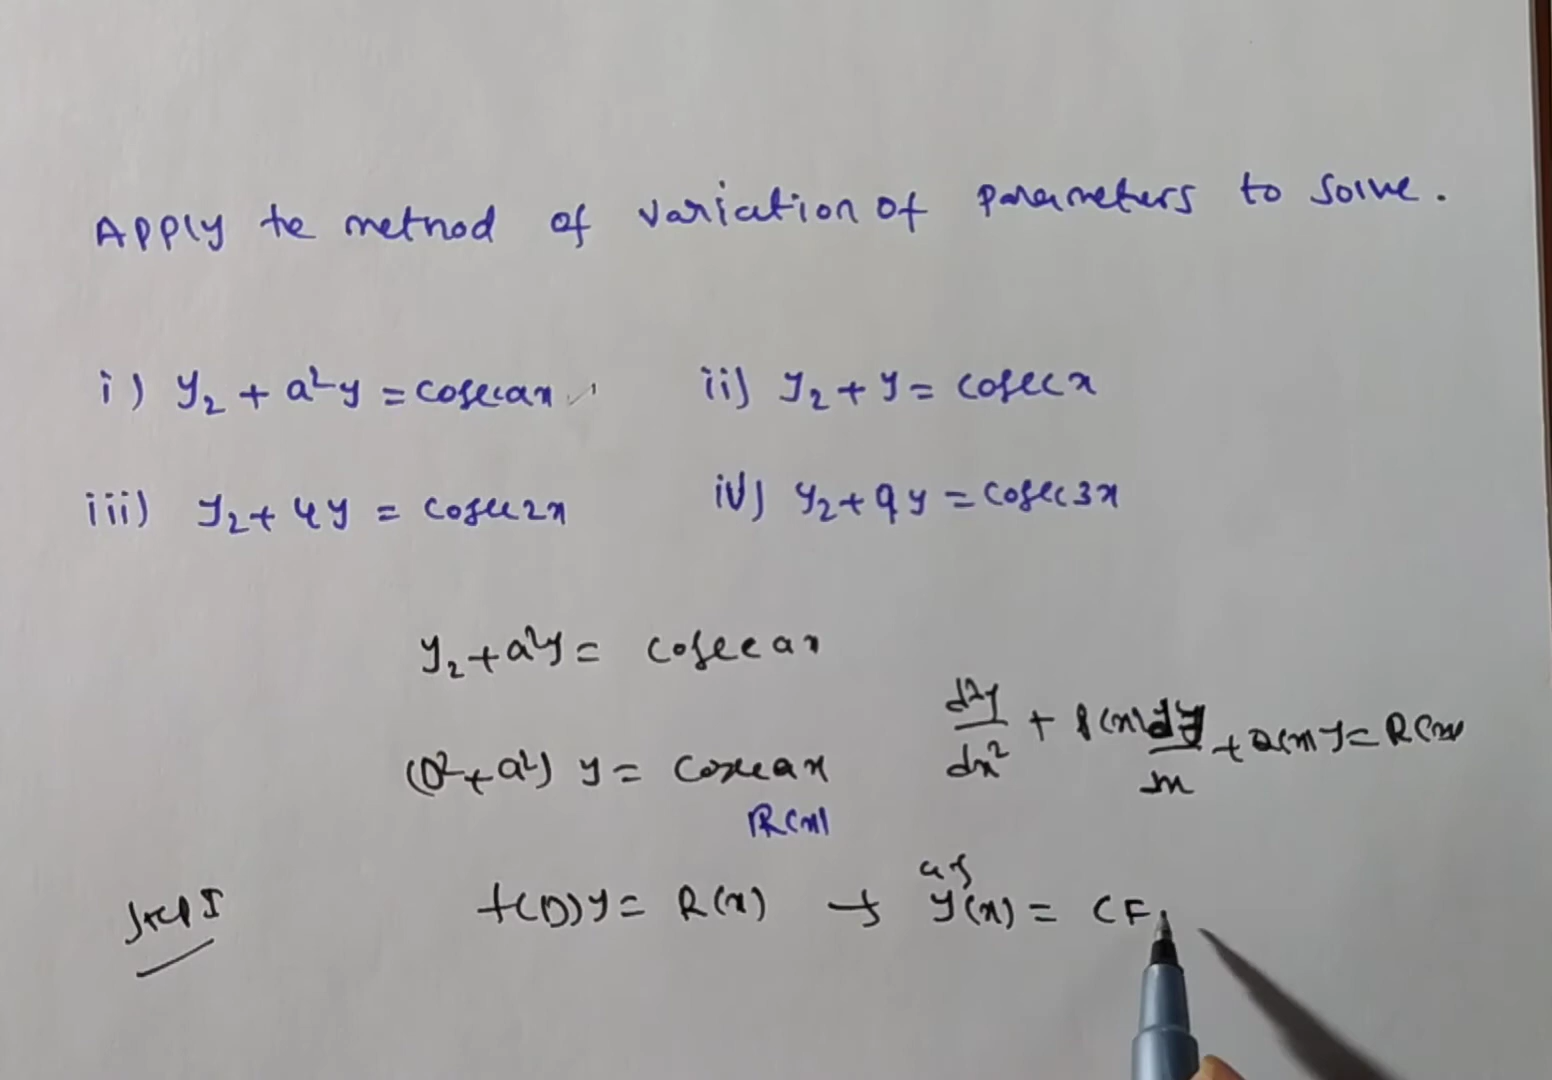 Apply te method of variation of parameters to solve.
i) y₂ + a²y = cosecax
ii) y₂ + y = cosecx
iii) y₂ + 4y = cosec2x
iv) y₂ + 9y = cosec3x
y₂ + a²y = cosecax
d²y/dx² + P(x) dy/dx + Q(x) y = R(x)
(D² + a²) y = cosecax
R(x)
Step I
f(D) y = R(x) → y(x) = CF